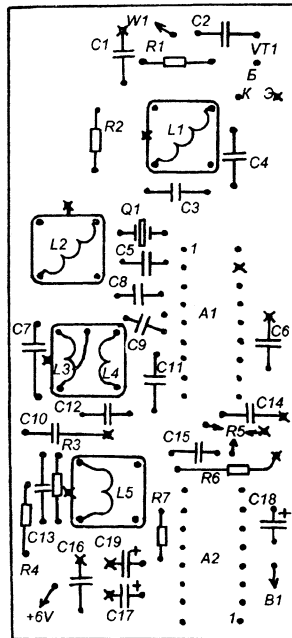 W1 C2
C1 R1 VT1
Б
К Э
R2 L1
C4
C3
Q1
L2 C5 1
C8 A1
C7 C9 C6
L3 L4 C11
C12 C14
C10 R5
R3 C15
R6
L5 R7 C18
C13
R4 C16 C19 A2
C17 B1
+6V 1